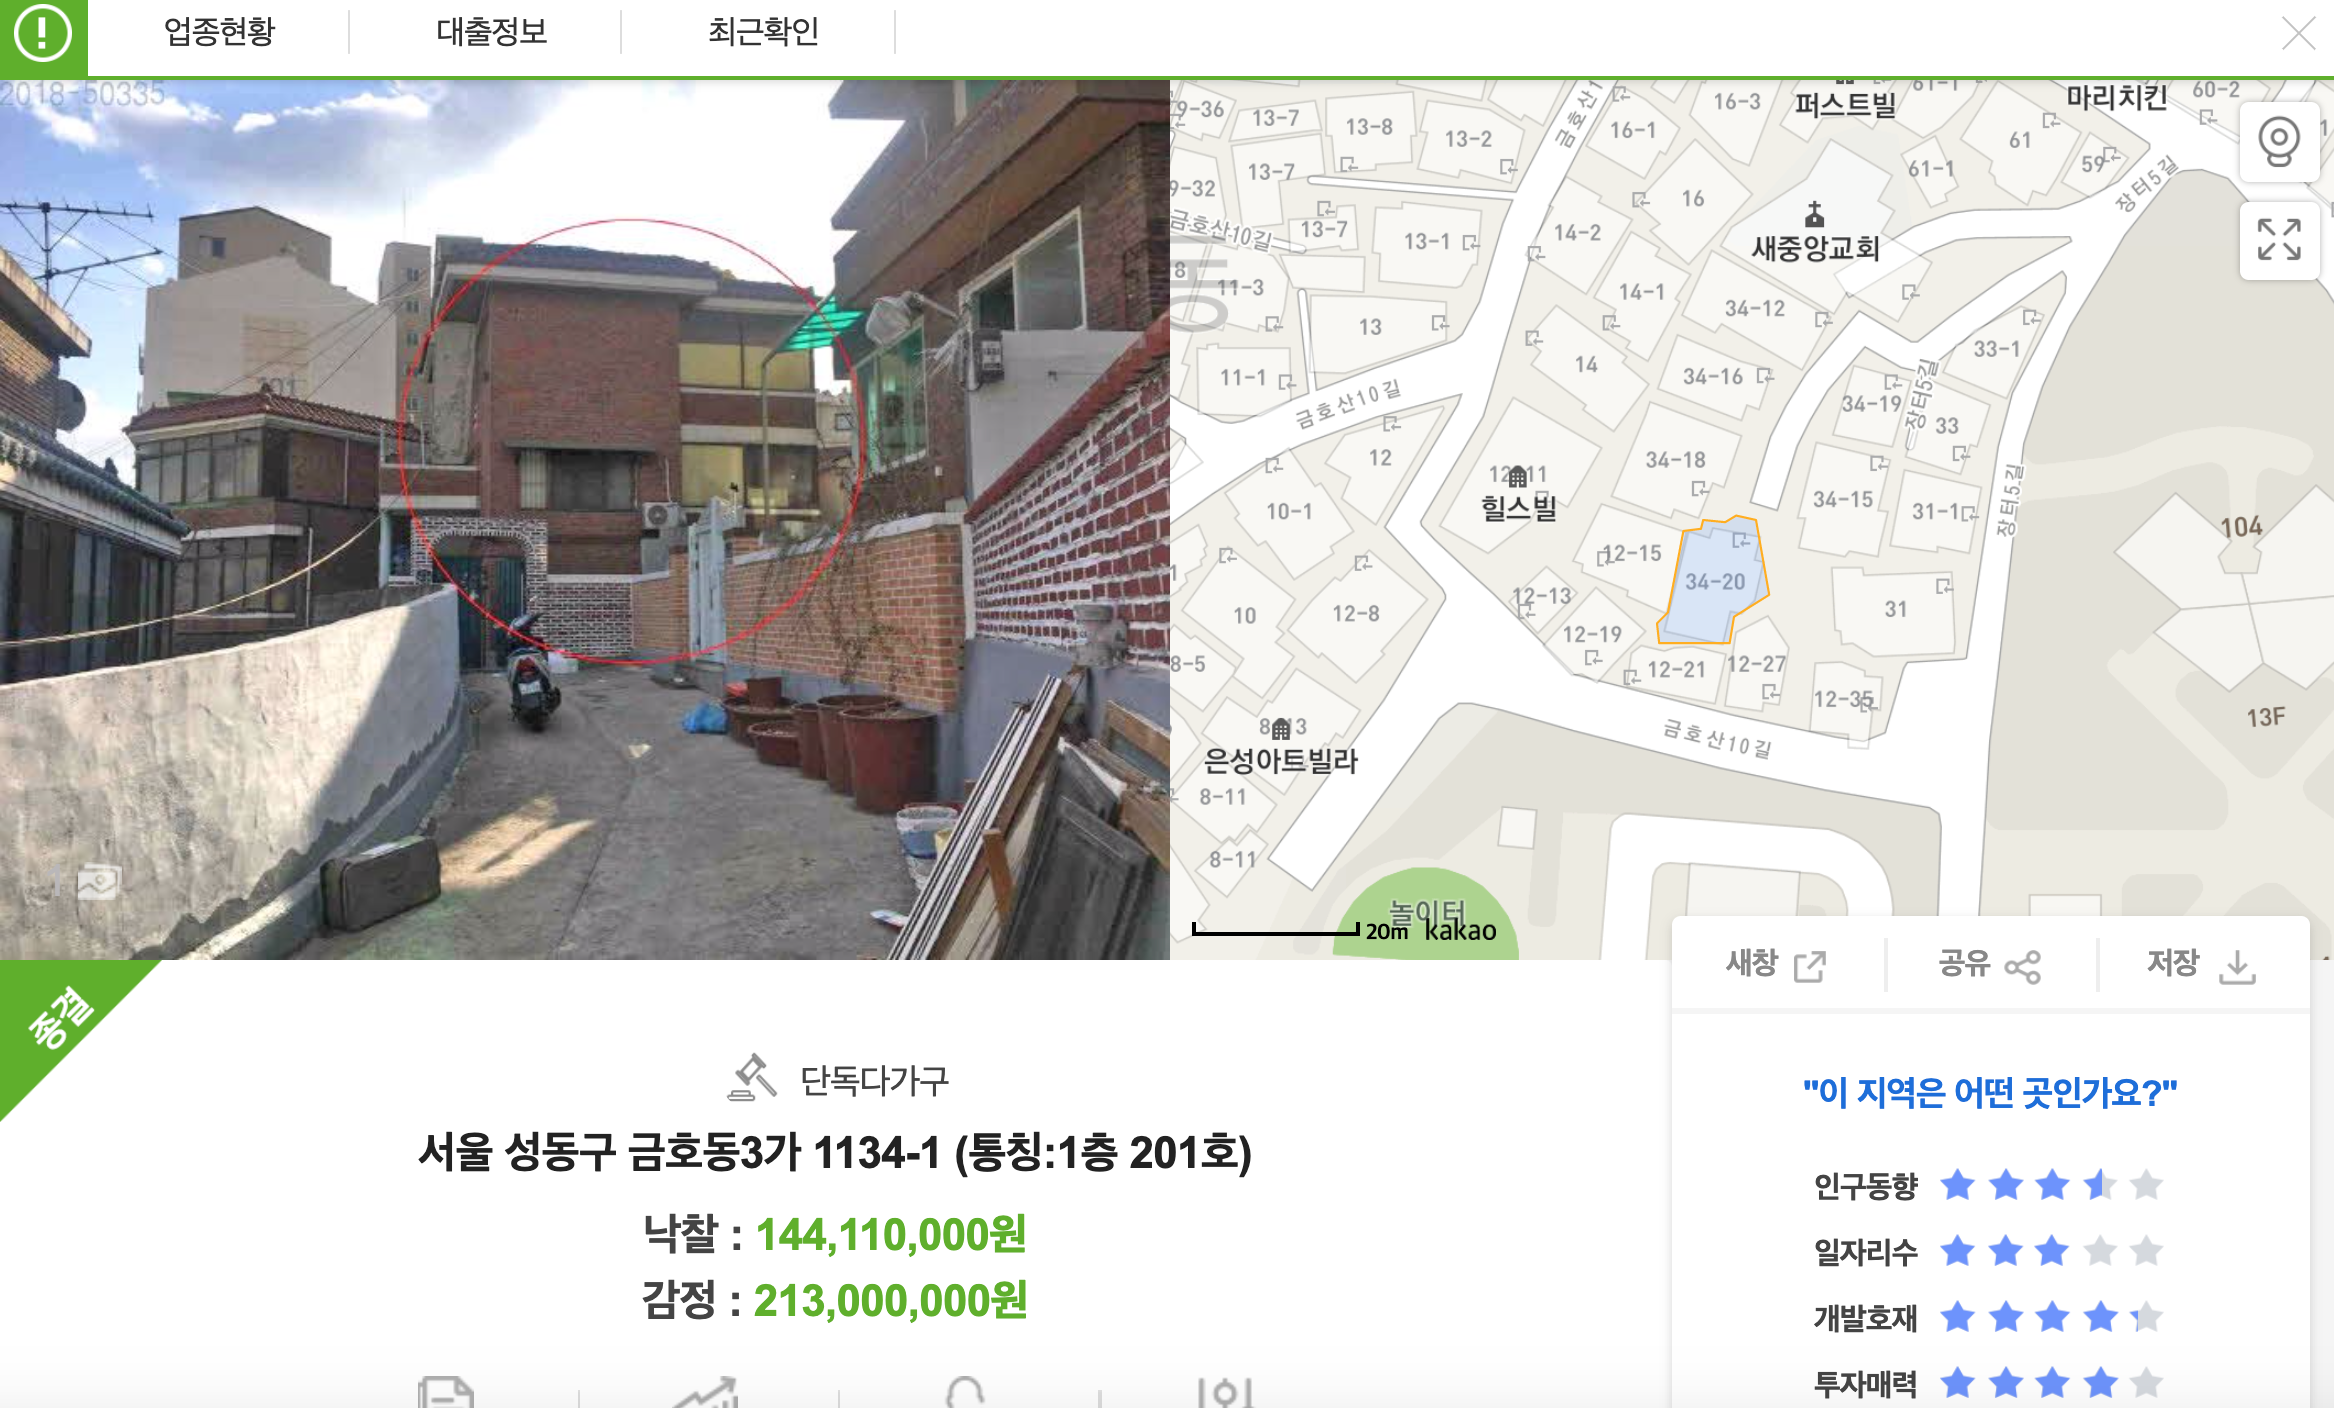 업종현황
대출정보
최근확인
2018-50335
종결
단독다가구
서울 성동구 금호동3가 1134-1 (통칭:1층 201호)
낙찰 : 144,110,000원
감정 : 213,000,000원
9-36
13-7
13-8
13-2
금호산1
16-1
16-3
퍼스트빌
61-1
마리치킨
60-2
9-32
13-7
61
59
장터5길
61-1
16
금호산10길
13-7
13-1
14-2
새중앙교회
8
11-3
14-1
34-12
13
33-1
11-1
14
34-16
금호산10길
34-19
장터5길
33
12
34-18
12-11
힐스빌
34-15
31-1
장터5길
10-1
104
12-15
34-20
12-13
31
10
12-8
12-19
8-5
12-21
12-27
12-35
13F
8-13
은성아트빌라
금호산10길
8-11
8-11
놀이터
20m
kakao
새창
공유
저장
"이 지역은 어떤 곳인가요?"
인구동향
일자리수
개발호재
투자매력